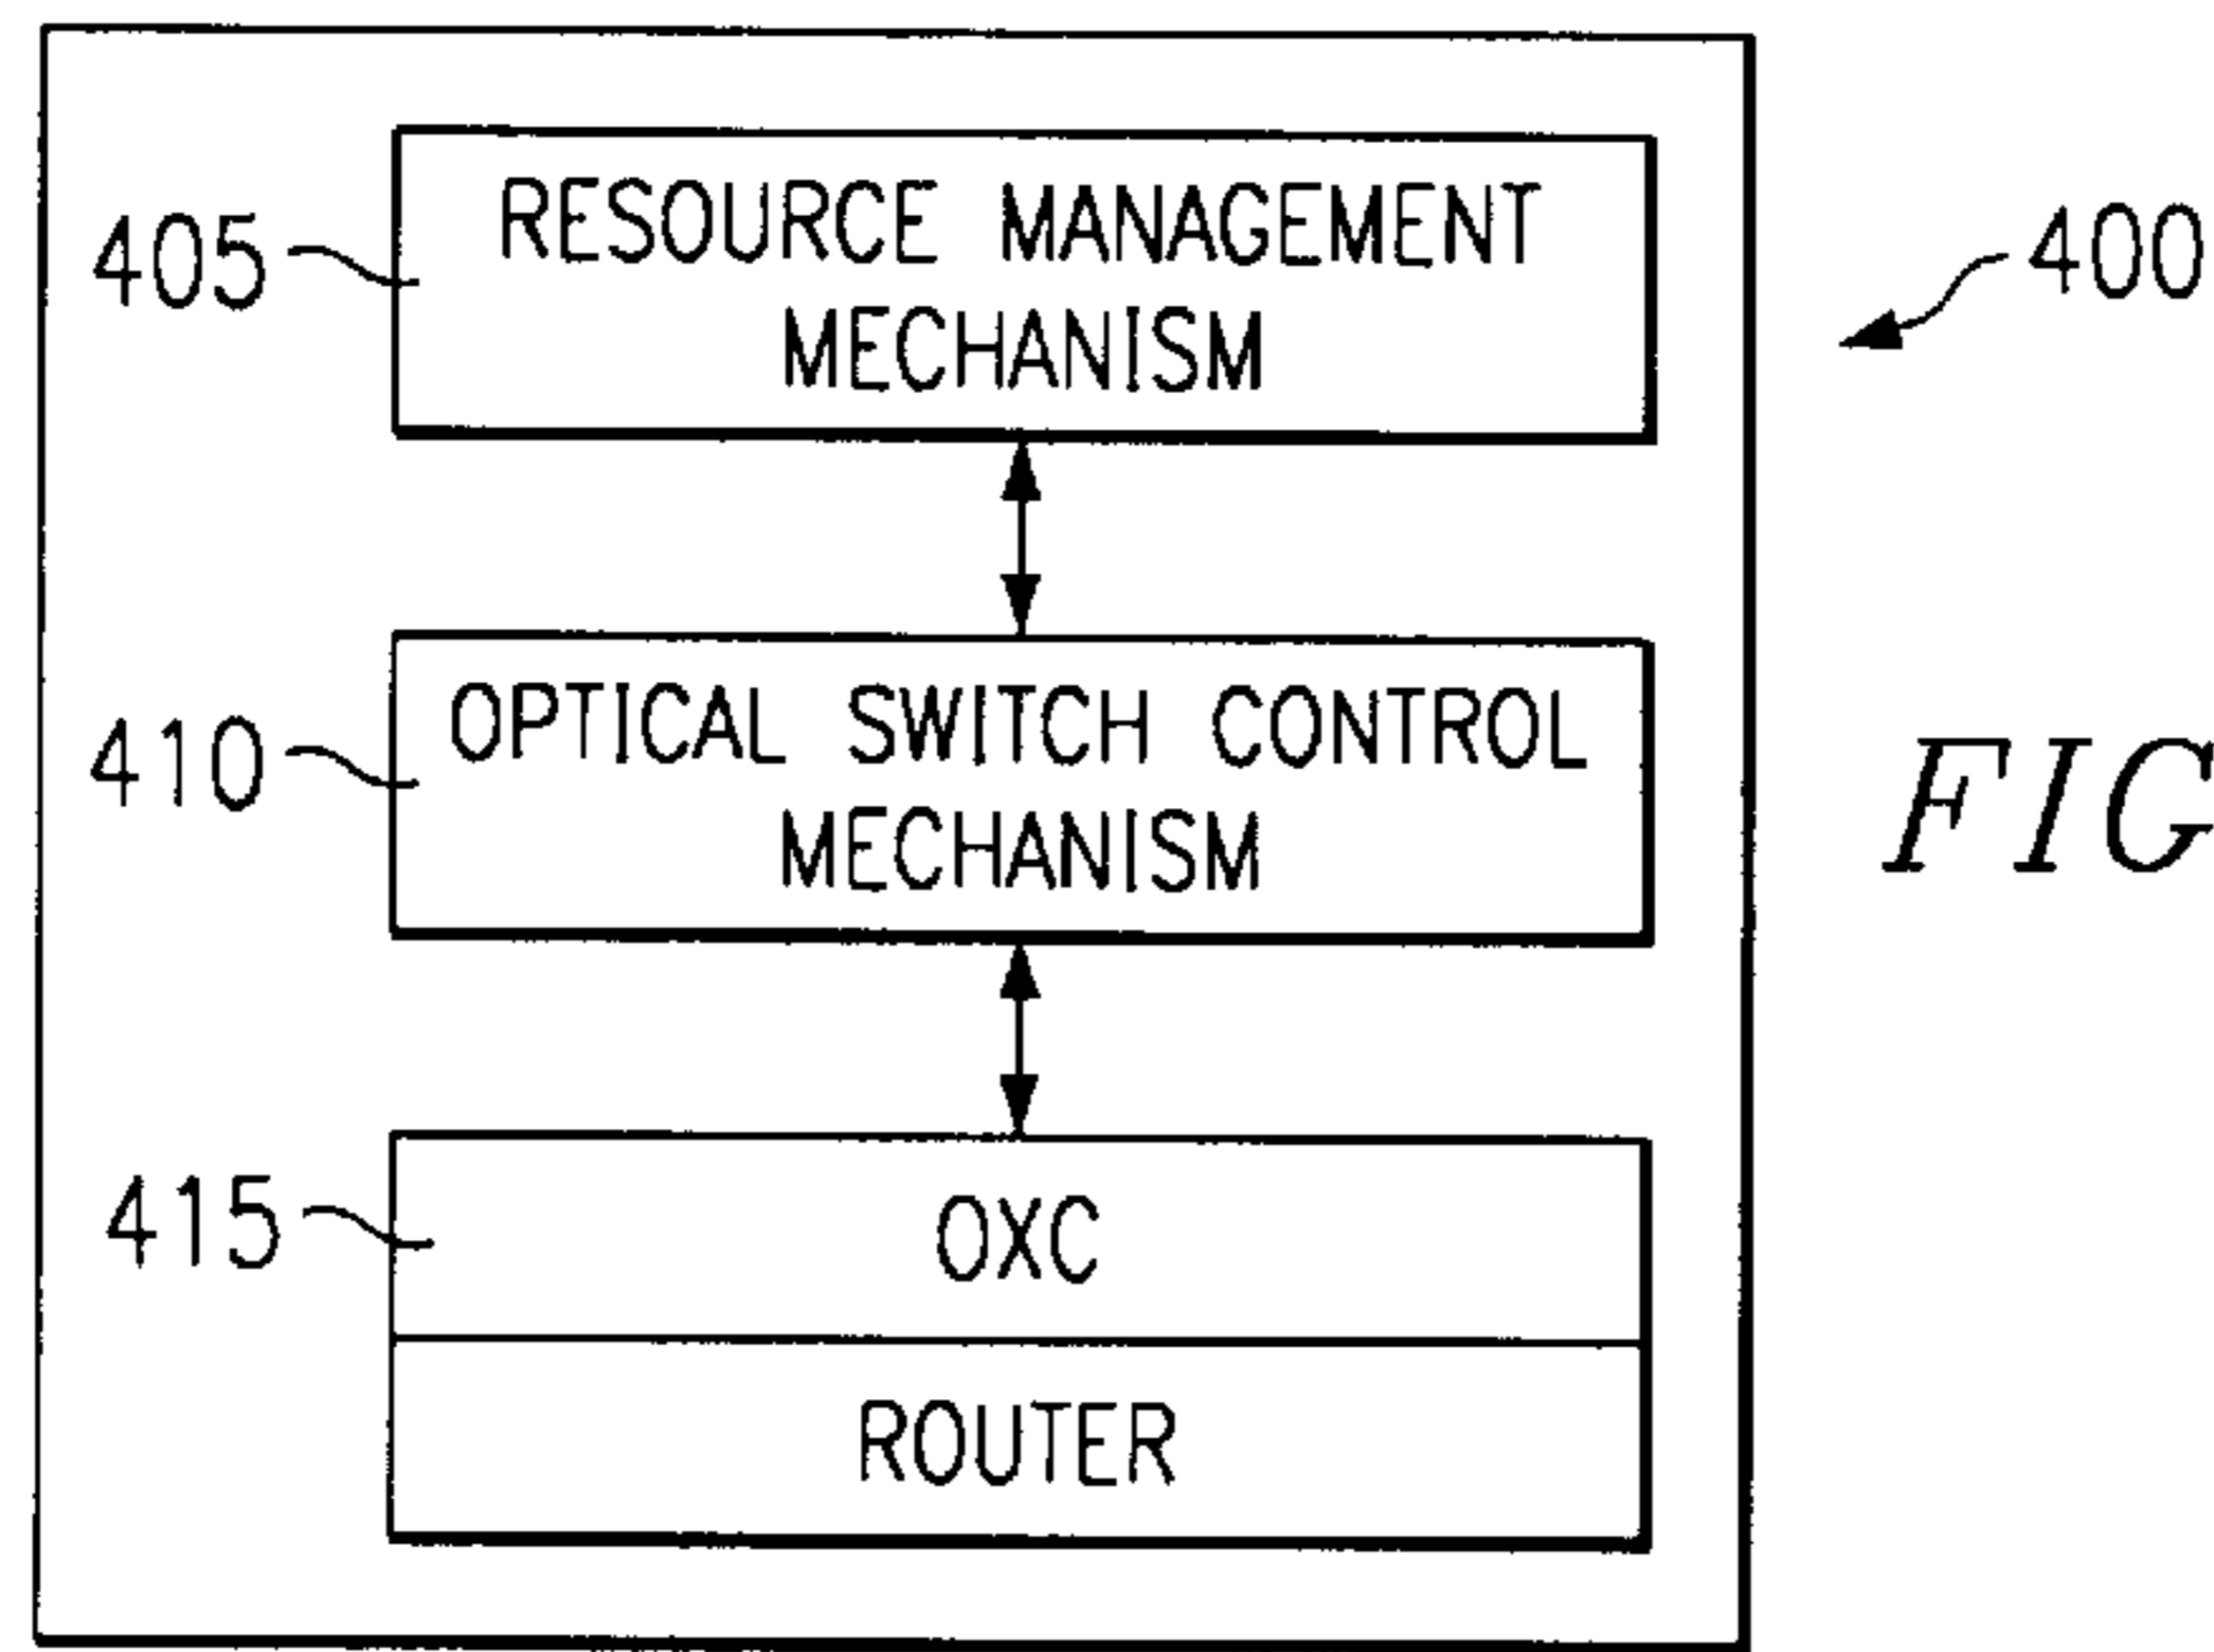 RESOURCE MANAGEMENT
MECHANISM
405
400
OPTICAL SWITCH CONTROL
MECHANISM
410
FIG
OXC
415
ROUTER